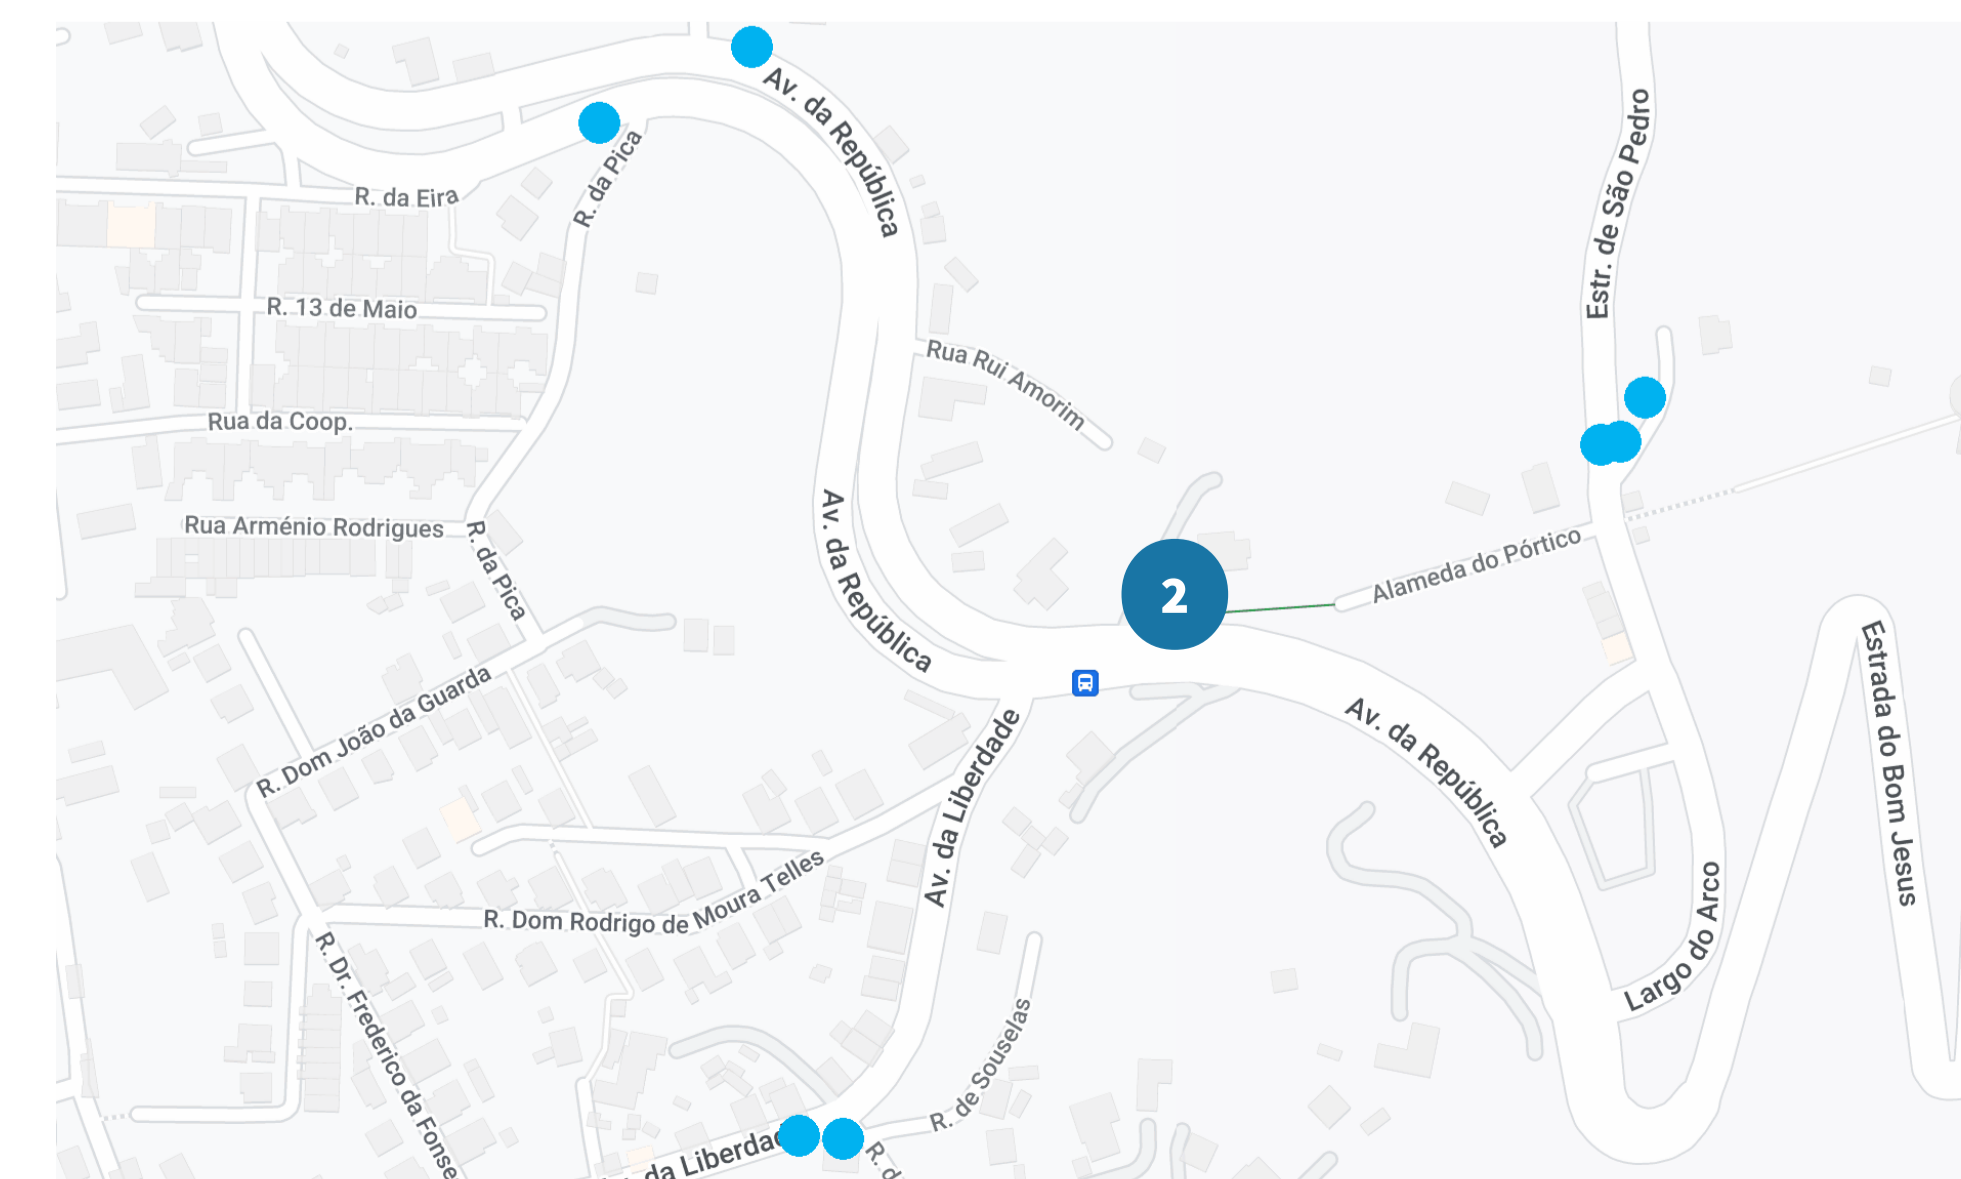 Av. da República
Estr. de São Pedro
R. da Pica
R. da Eira
R. 13 de Maio
Rua Rui Amorim
Rua da Coop.
Av. da República
Rua Arménio Rodrigues
R. da Pica
Alameda do Pórtico
2
Estrada do Bom Jesus
R. Dom João da Guarda
Av. da Liberdade
Av. da República
R. Dom Rodrigo de Moura Telles
Largo do Arco
R. Dr. Frederico da Fonse
R. de Souselas
da Liberdad
R. d